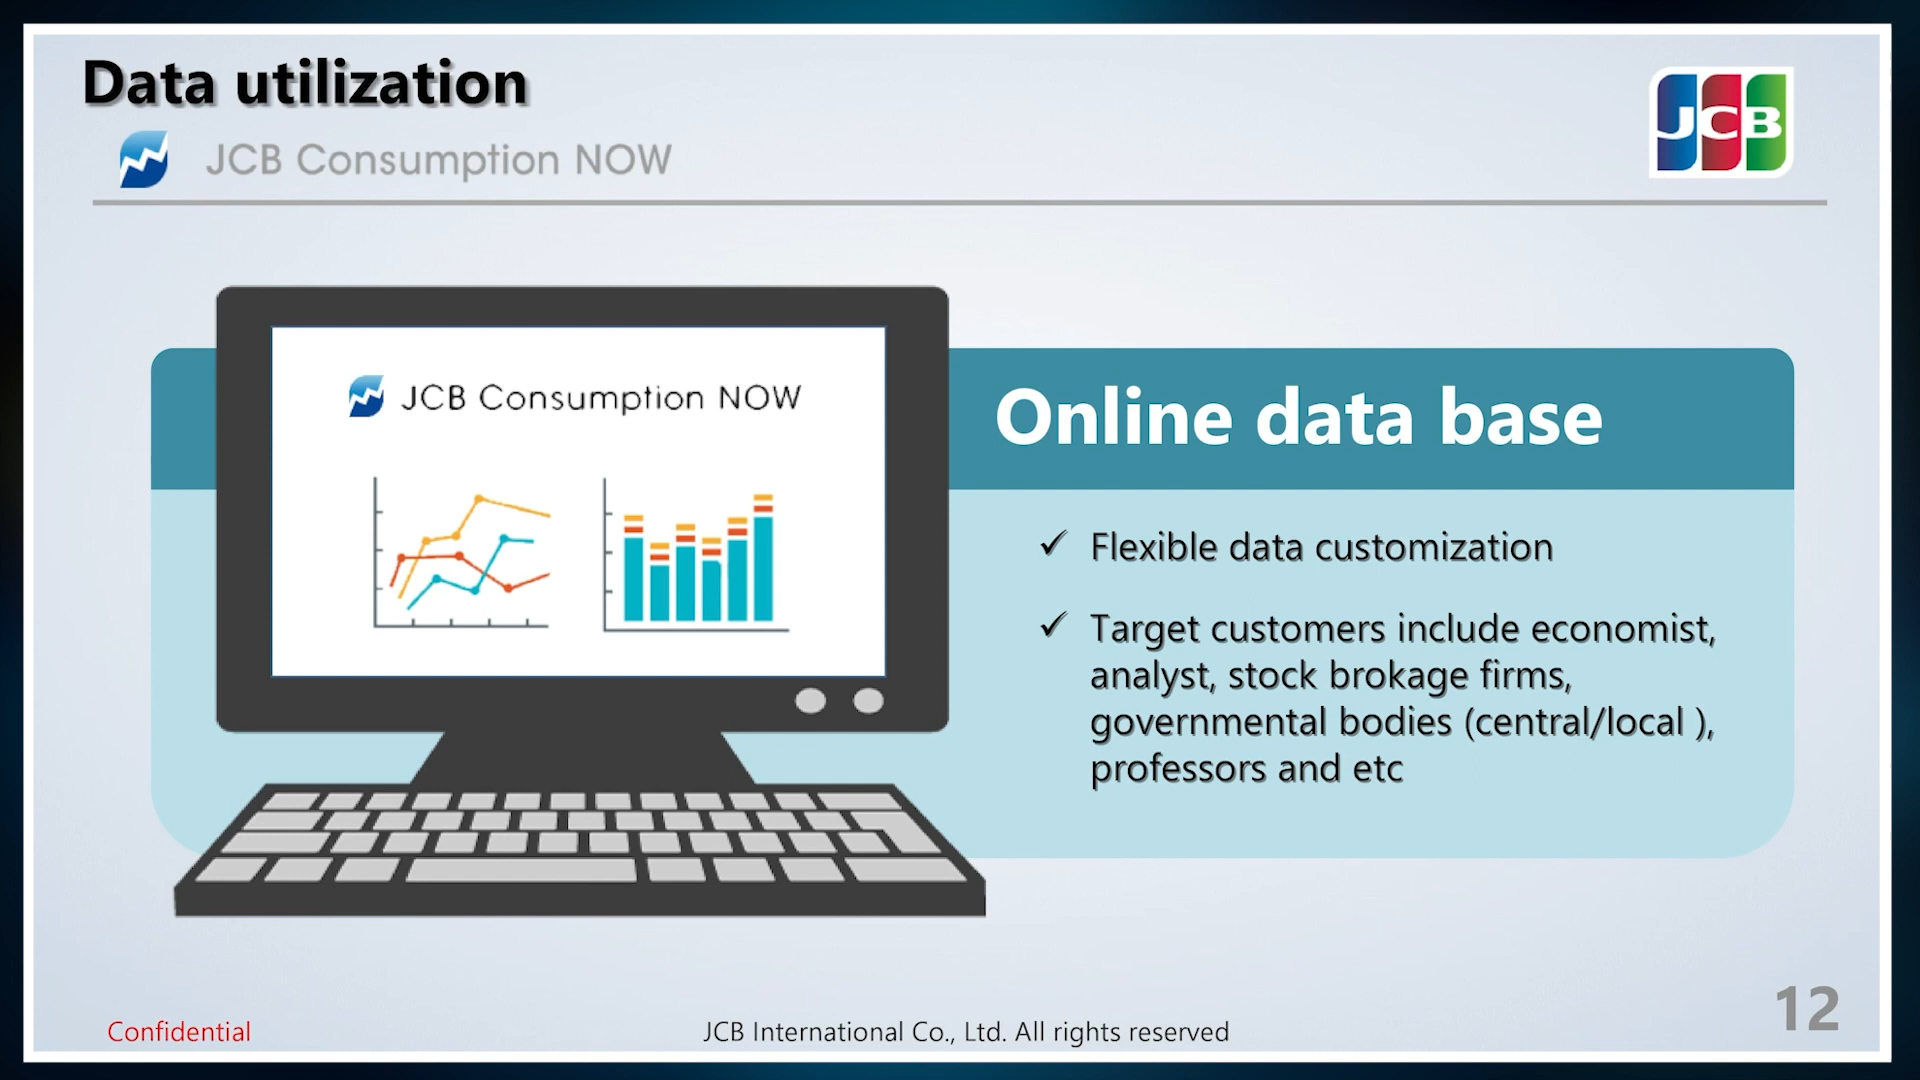 Data utilization
JCB Consumption NOW
JCB
JCB Consumption NOW
Online data base
✓ Flexible data customization
✓ Target customers include economist,
analyst, stock brokage firms,
governmental bodies (central/local ),
professors and etc
Confidential
JCB International Co., Ltd. All rights reserved
12